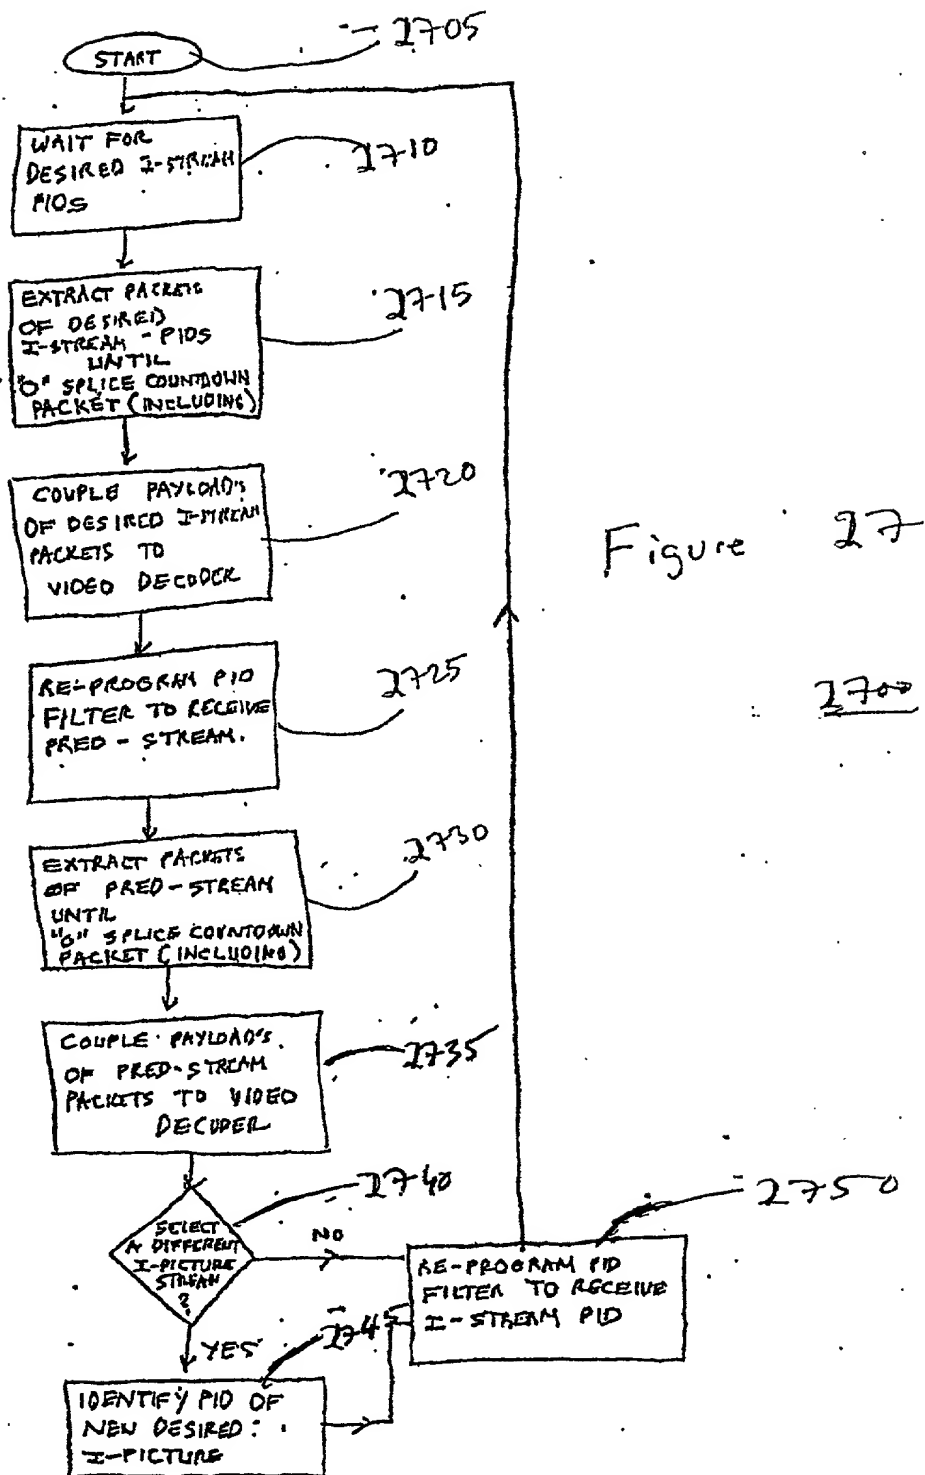 START
2705
WAIT FOR
DESIRED I-STREAM
PIDS
2710
EXTRACT PACKETS
OF DESIRED
I-STREAM - PIDS
UNTIL
"0" SPLICE COUNTDOWN
PACKET (INCLUDING)
2715
COUPLE PAYLOAD'S
OF DESIRED I-STREAM
PACKETS TO
VIDEO DECODER
2720
Figure 27
2700
RE-PROGRAM PID
FILTER TO RECEIVE
PRED-STREAM.
2725
EXTRACT PACKETS
OF PRED-STREAM
UNTIL
"0" SPLICE COUNTDOWN
PACKET (INCLUDING)
2730
COUPLE PAYLOAD'S
OF PRED-STREAM
PACKETS TO VIDEO
DECODER
2735
SELECT
A DIFFERENT
I-PICTURE
STREAM
?
2740
NO
YES
RE-PROGRAM PID
FILTER TO RECEIVE
I-STREAM PID
2750
2745
IDENTIFY PID OF
NEW DESIRED
I-PICTURE